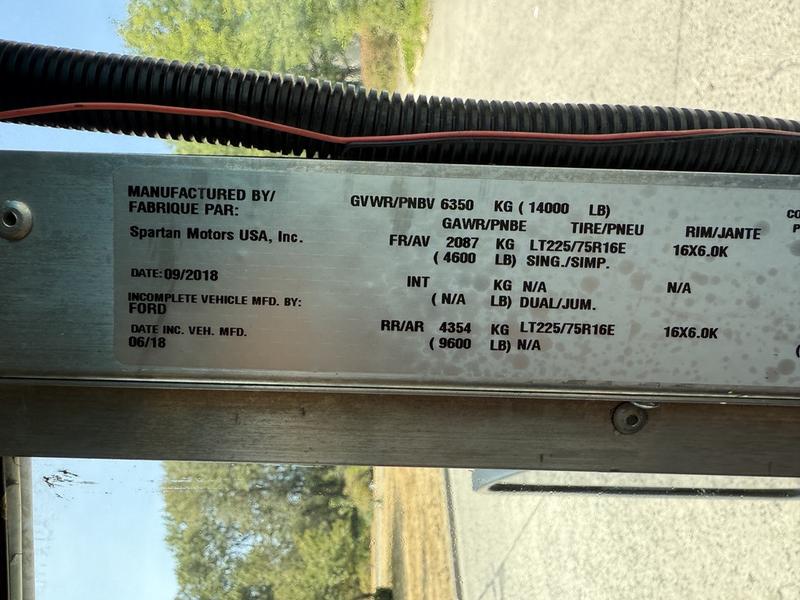 MANUFACTURED BY/
FABRIQUE PAR:
Spartan Motors USA, Inc.
DATE: 09/2018
INCOMPLETE VEHICLE MFD. BY:
FORD
DATE INC. VEH. MFD.
06/18
GVWR/PNBV 6350 KG ( 14000 LB)
GAWR/PNBE TIRE/PNEU RIM/JANTE
FR/AV 2087 KG LT225/75R16E 16X6.0K
( 4600 LB) SING./SIMP.
INT KG N/A N/A
( N/A LB) DUAL/JUM.
RR/AR 4354 KG LT225/75R16E 16X6.0K
( 9600 LB) N/A